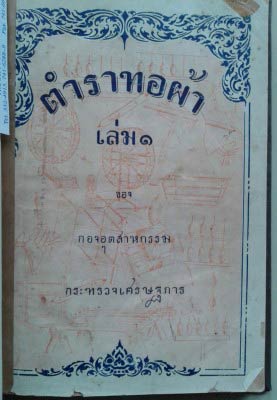 ตำราทอผ้า
เล่ม๑
ของ
กองอุตสาหกรรม
กระทรวงเศรษฐการ